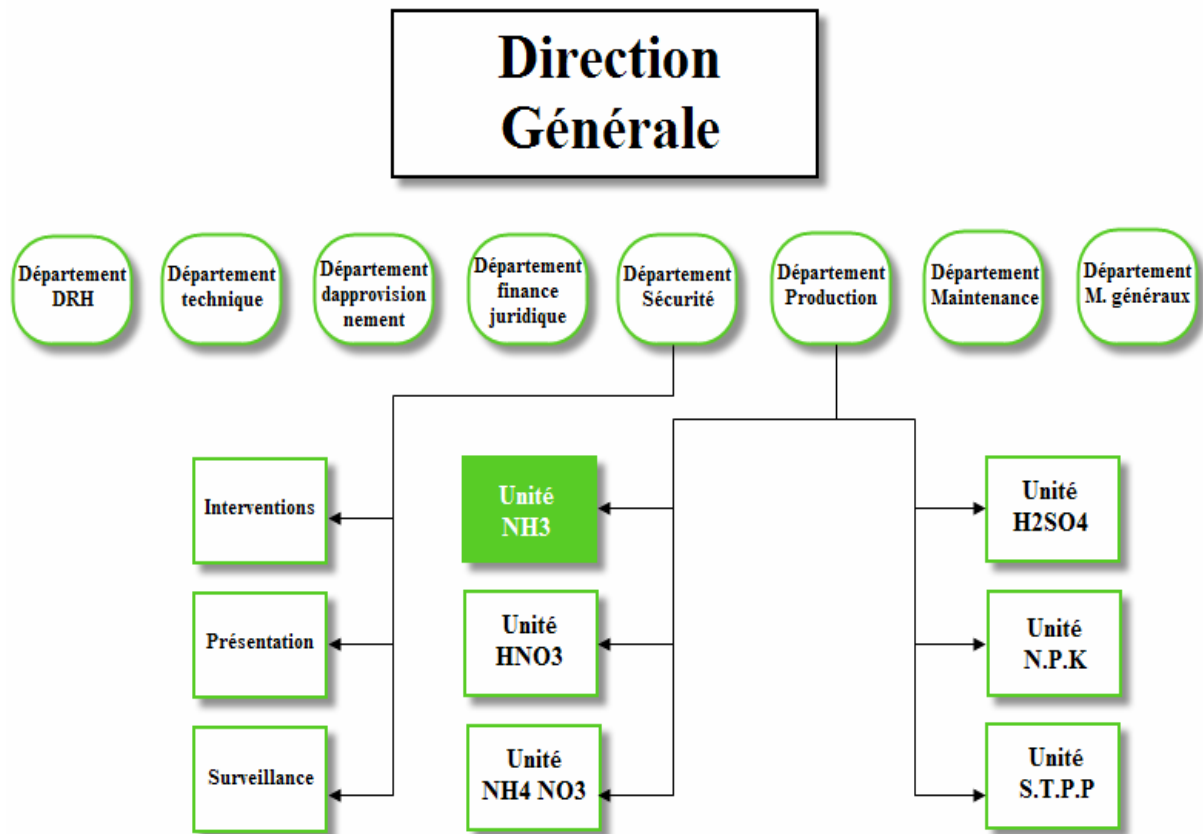 Direction
Générale
Département
DRH
Département
technique
Département
dapprovision
nement
Département
finance
juridique
Département
Sécurité
Département
Production
Département
Maintenance
Département
M. généraux
Interventions
Unité
NH3
Unité
H2SO4
Présentation
Unité
HNO3
Unité
N.P.K
Surveillance
Unité
NH4 NO3
Unité
S.T.P.P